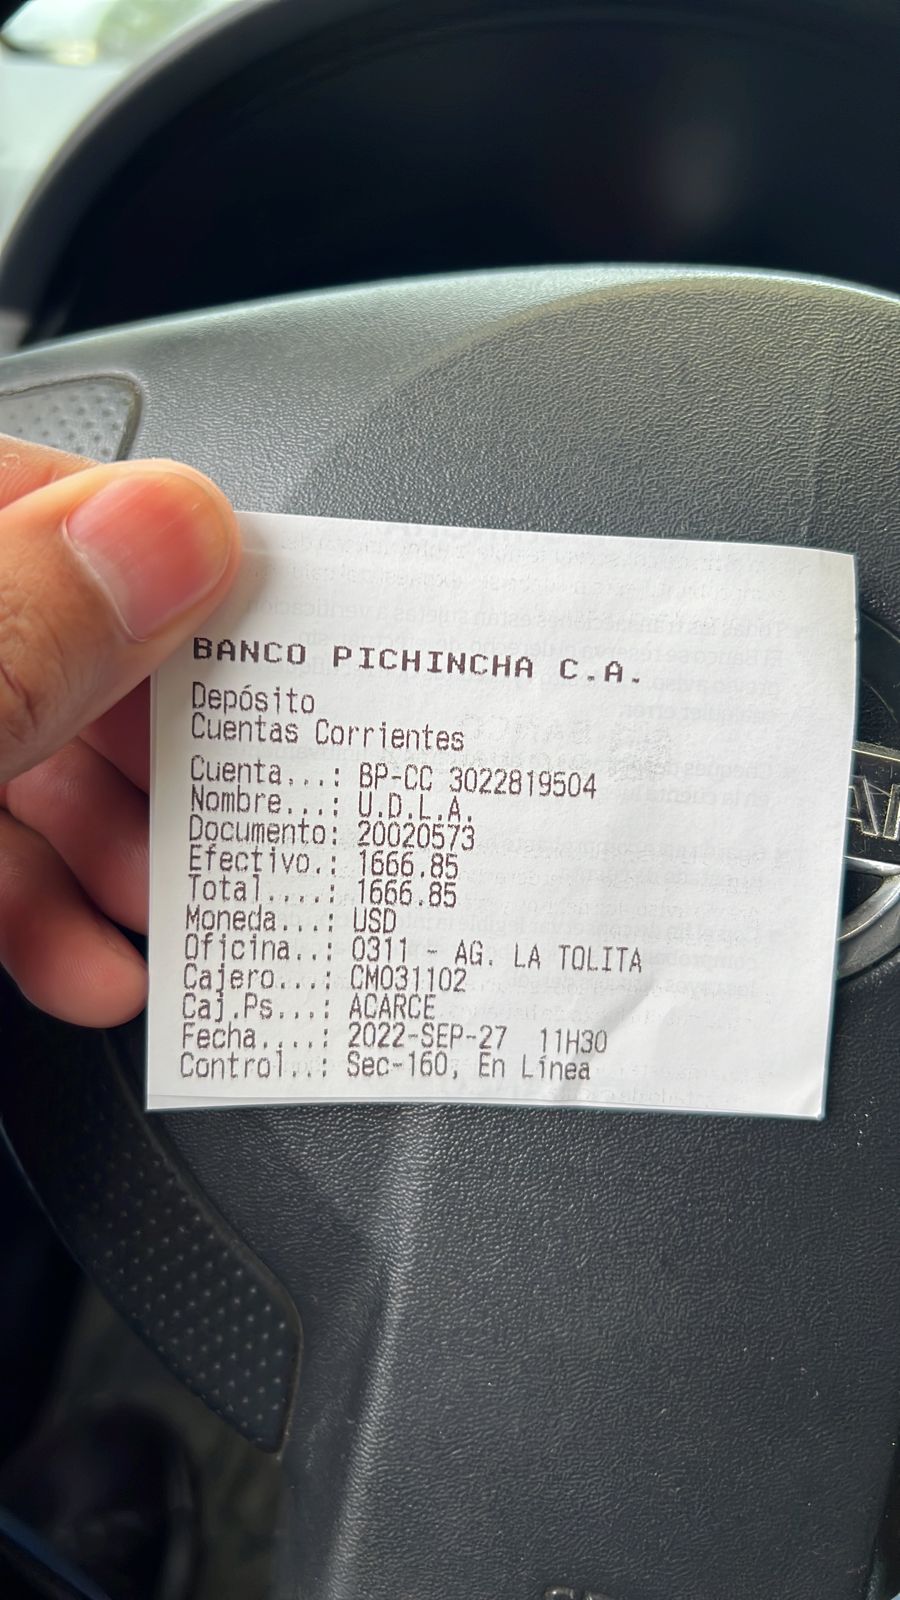 BANCO PICHINCHA C.A.
Depósito
Cuentas Corrientes
Cuenta...: BP-CC 3022819504
Nombre...: U.D.L.A.
Documento: 20020573
Efectivo.: 1666.85
Total....: 1666.85
Moneda...: USD
Oficina..: 0311 - AG. LA TOLITA
Cajero...: CM031102
Caj.Ps...: ACARCE
Fecha....: 2022-SEP-27 11H30
Control..: Sec-160, En Línea